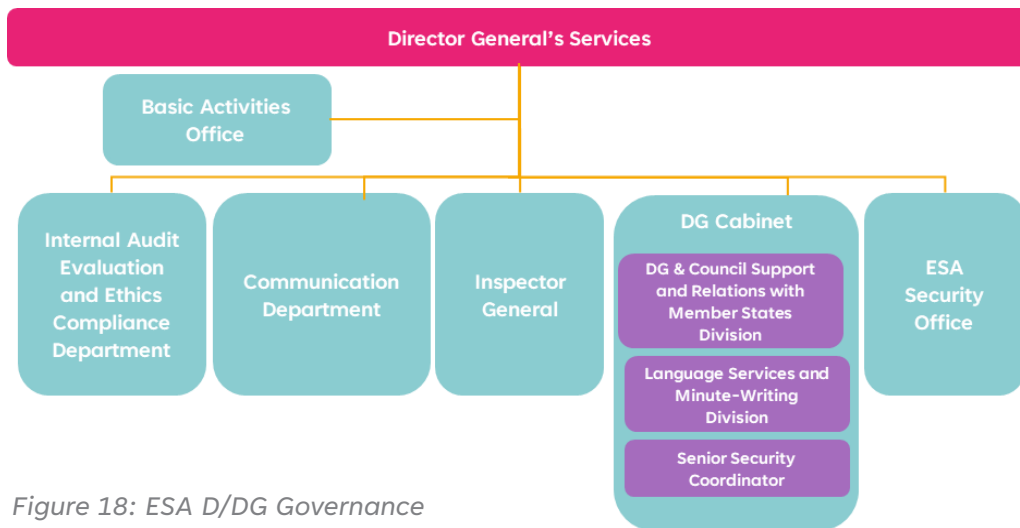 Director General’s Services
Basic Activities
Office
Internal Audit
Evaluation
and Ethics
Compliance
Department
Communication
Department
Inspector
General
DG Cabinet
DG & Council Support
and Relations with
Member States
Division
Language Services and
Minute-Writing
Division
Senior Security
Coordinator
ESA
Security
Office
Figure 18: ESA D/DG Governance